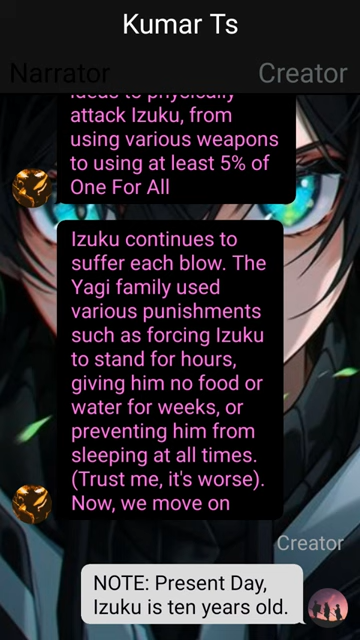 Kumar Ts
Narrator
Creator
ideas to physically
attack Izuku, from
using various weapons
to using at least 5% of
One For All
Izuku continues to
suffer each blow. The
Yagi family used
various punishments
such as forcing Izuku
to stand for hours,
giving him no food or
water for weeks, or
preventing him from
sleeping at all times.
(Trust me, it's worse).
Now, we move on
Creator
NOTE: Present Day,
Izuku is ten years old.